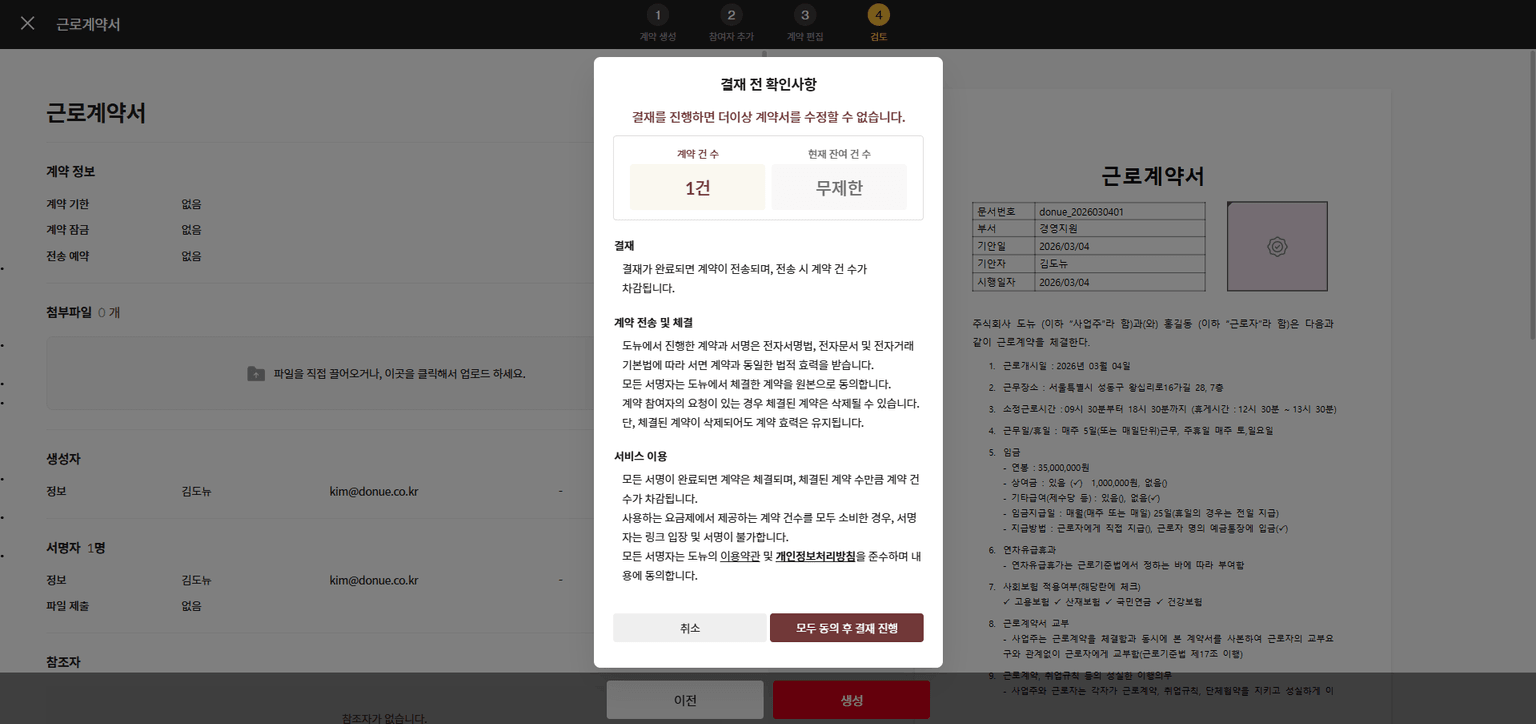 근로계약서
1
계약 생성
2
참여자 추가
3
계약 편집
4
검토
근로계약서
계약 정보
계약 기한 없음
계약 잠금 없음
전송 예약 없음
첨부파일 0 개
파일을 직접 끌어오거나, 이곳을 클릭해서 업로드 하세요.
생성자
정보 김도뉴 kim@donue.co.kr -
서명자 1명
정보 김도뉴 kim@donue.co.kr -
파일 제출 없음
참조자
참조자가 없습니다.
결재 전 확인사항
결재를 진행하면 더이상 계약서를 수정할 수 없습니다.
계약 건 수 현재 잔여 건 수
1건 무제한
결재
결재가 완료되면 계약이 전송되며, 전송 시 계약 건 수가
차감됩니다.
계약 전송 및 체결
도뉴에서 진행한 계약과 서명은 전자서명법, 전자문서 및 전자거래
기본법에 따라 서면 계약과 동일한 법적 효력을 받습니다.
모든 서명자는 도뉴에서 체결한 계약을 원본으로 동의합니다.
계약 참여자의 요청이 있는 경우 체결된 계약은 삭제될 수 있습니다.
단, 체결된 계약이 삭제되어도 계약 효력은 유지됩니다.
서비스 이용
모든 서명이 완료되면 계약은 체결되며, 체결된 계약 수만큼 계약 건
수가 차감됩니다.
사용하는 요금제에서 제공하는 계약 건수를 모두 소비한 경우, 서명
자는 링크 입장 및 서명이 불가합니다.
모든 서명자는 도뉴의 이용약관 및 개인정보처리방침을 준수하며 내
용에 동의합니다.
취소 모두 동의 후 결재 진행
이전 생성
근로계약서
문서번호 donue_2026030401
부서 경영지원
기안일 2026/03/04
기안자 김도뉴
시행일자 2026/03/04
주식회사 도뉴 (이하 "사업주"라 함)과(와) 홍길동 (이하 "근로자"라 함)은 다음과
같이 근로계약을 체결한다.
1. 근로개시일 : 2026년 03월 04일
2. 근무장소 : 서울특별시 성동구 왕십리로16가길 28, 7층
3. 소정근로시간 : 09시 30분부터 18시 30분까지 (휴게시간 : 12시 30분 ~ 13시 30분)
4. 근무일/휴일 : 매주 5일(또는 매일단위)근무, 주휴일 매주 토,일요일
5. 임금
- 연봉 : 35,000,000원
- 상여금 : 있음 (✓) 1,000,000원, 없음()
- 기타급여(제수당 등) : 있음(), 없음(✓)
- 임금지급일 : 매월(매주 또는 매일) 25일(휴일의 경우는 전일 지급)
- 지급방법 : 근로자에게 직접 지급(), 근로자 명의 예금통장에 입금(✓)
6. 연차유급휴과
- 연차유급휴가는 근로기준법에서 정하는 바에 따라 부여함
7. 사회보험 적용여부(해당란에 체크)
✓ 고용보험 ✓ 산재보험 ✓ 국민연금 ✓ 건강보험
8. 근로계약서 교부
- 사업주는 근로계약을 체결함과 동시에 본 계약서를 사본하여 근로자의 교부요
구와 관계없이 근로자에게 교부함(근로기준법 제17조 이행)
9. 근로계약, 취업규칙 등의 성실한 이행의무
- 사업주와 근로자는 각자가 근로계약, 취업규칙, 단체협약을 지키고 성실하게 이